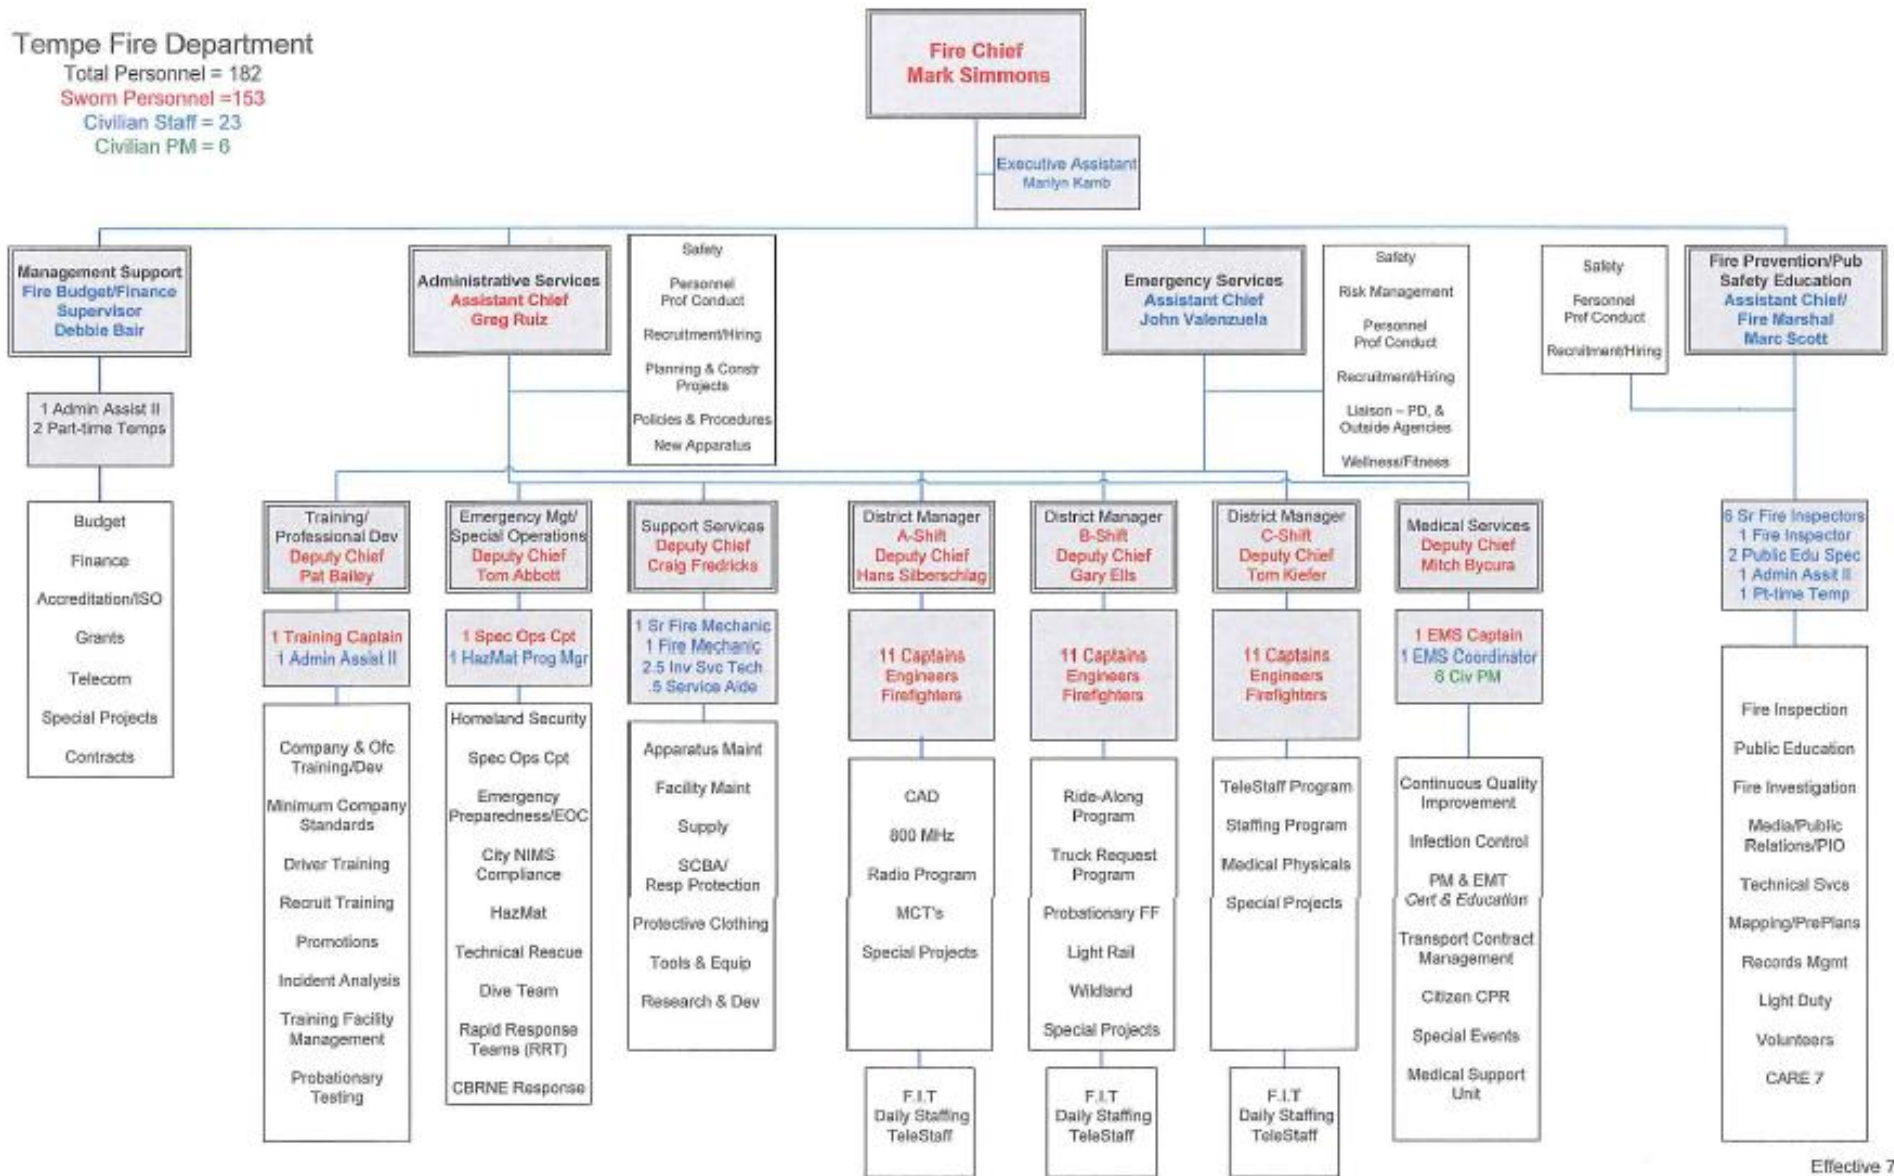 Tempe Fire Department
Total Personnel = 182
Sworn Personnel =153
Civilian Staff = 23
Civilian PM = 6
Fire Chief
Mark Simmons
Executive Assistant
Marilyn Kamb
Management Support
Fire Budget/Finance
Supervisor
Debbie Bair
1 Admin Assist II
2 Part-time Temps
Budget
Finance
Accreditation/ISO
Grants
Telecom
Special Projects
Contracts
Administrative Services
Assistant Chief
Greg Ruiz
Safety
Personnel
Prof Conduct
Recruitment/Hiring
Planning & Constr
Projects
Policies & Procedures
New Apparatus
Emergency Services
Assistant Chief
John Valenzuela
Safety
Risk Management
Personnel
Prof Conduct
Recruitment/Hiring
Liaison – PD, &
Outside Agencies
Wellness/Fitness
Safety
Personnel
Prof Conduct
Recruitment/Hiring
Fire Prevention/Pub
Safety Education
Assistant Chief/
Fire Marshal
Marc Scott
Training/
Professional Dev
Deputy Chief
Pat Bailey
1 Training Captain
1 Admin Assist II
Company & Ofc
Training/Dev
Minimum Company
Standards
Driver Training
Recruit Training
Promotions
Incident Analysis
Training Facility
Management
Probationary
Testing
Emergency Mgt/
Special Operations
Deputy Chief
Tom Abbott
1 Spec Ops Cpt
1 HazMat Prog Mgr
Homeland Security
Spec Ops Cpt
Emergency
Preparedness/EOC
City NIMS
Compliance
HazMat
Technical Rescue
Dive Team
Rapid Response
Teams (RRT)
CBRNE Response
Support Services
Deputy Chief
Craig Fredricks
1 Sr Fire Mechanic
1 Fire Mechanic
2.5 Inv Svc Tech
.5 Service Aide
Apparatus Maint
Facility Maint
Supply
SCBA/
Resp Protection
Protective Clothing
Tools & Equip
Research & Dev
District Manager
A-Shift
Deputy Chief
Hans Silberschlag
11 Captains
Engineers
Firefighters
CAD
800 MHz
Radio Program
MCT's
Special Projects
F.I.T
Daily Staffing
TeleStaff
District Manager
B-Shift
Deputy Chief
Gary Ells
11 Captains
Engineers
Firefighters
Ride-Along
Program
Truck Request
Program
Probationary FF
Light Rail
Wildland
Special Projects
F.I.T
Daily Staffing
TeleStaff
District Manager
C-Shift
Deputy Chief
Tom Kiefer
11 Captains
Engineers
Firefighters
TeleStaff Program
Staffing Program
Medical Physicals
Special Projects
F.I.T
Daily Staffing
TeleStaff
Medical Services
Deputy Chief
Mitch Bycura
1 EMS Captain
1 EMS Coordinator
6 Civ PM
Continuous Quality
Improvement
Infection Control
PM & EMT
Cert & Education
Transport Contract
Management
Citizen CPR
Special Events
Medical Support
Unit
6 Sr Fire Inspectors
1 Fire Inspector
2 Public Edu Spec
1 Admin Assit II
1 Pt-time Temp
Fire Inspection
Public Education
Fire Investigation
Media/Public
Relations/PIO
Technical Svcs
Mapping/PrePlans
Records Mgmt
Light Duty
Volunteers
CARE 7
Effective 7